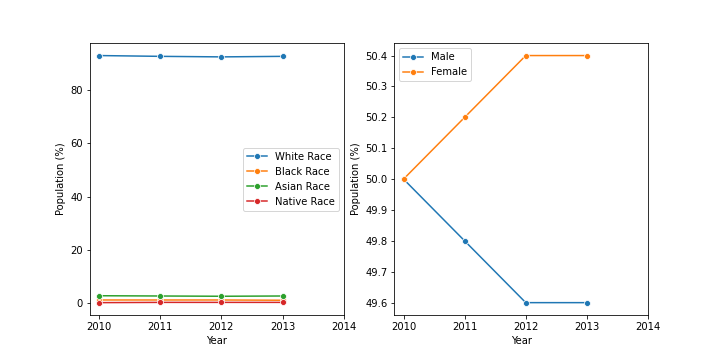 80
60
40
20
0
2010 2011 2012 2013 2014
Year
Population (%)
White Race
Black Race
Asian Race
Native Race
50.4
50.3
50.2
50.1
50.0
49.9
49.8
49.7
49.6
2010 2011 2012 2013 2014
Year
Population (%)
Male
Female